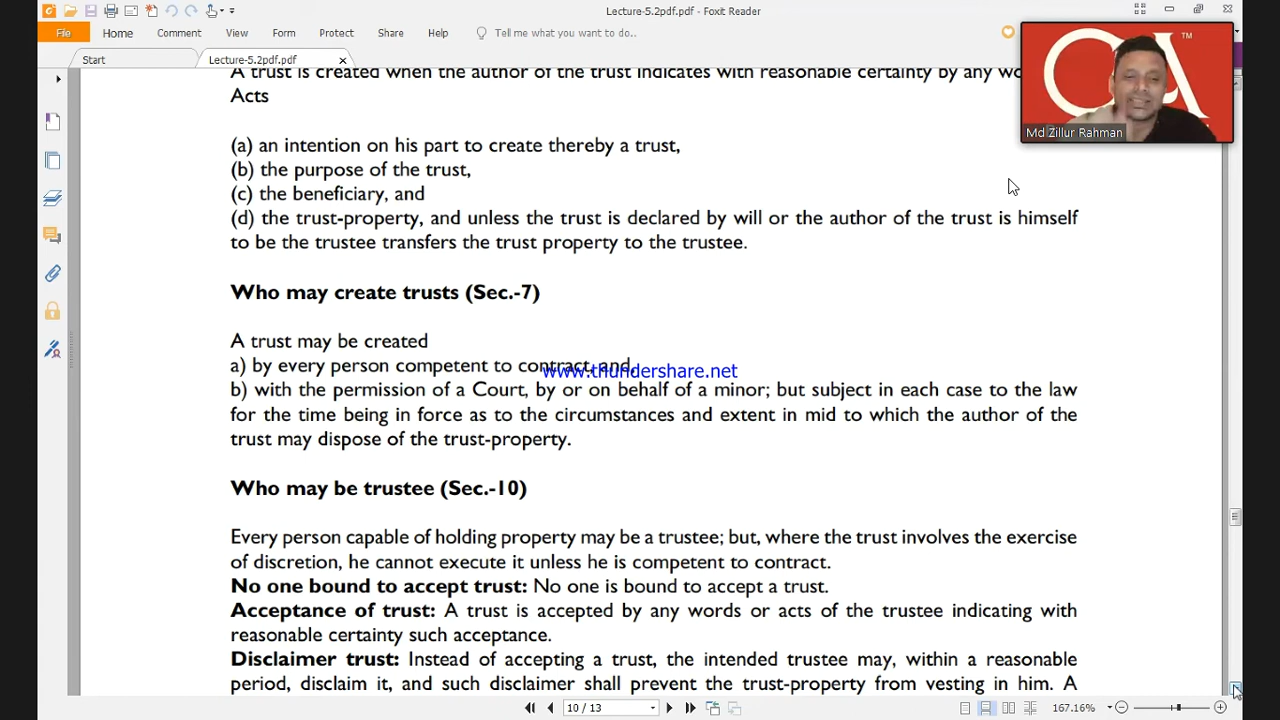 Lecture-5.2pdf.pdf - Foxit Reader
File Home Comment View Form Protect Share Help Tell me what you want to do..
Start Lecture-5.2pdf.pdf
A trust is created when the author of the trust indicates with reasonable certainty by any
Acts
CA TM
Md Zillur Rahman
(a) an intention on his part to create thereby a trust,
(b) the purpose of the trust,
(c) the beneficiary, and
(d) the trust-property, and unless the trust is declared by will or the author of the trust is himself
to be the trustee transfers the trust property to the trustee.
Who may create trusts (Sec.-7)
A trust may be created
a) by every person competent to contract, and,
www.thundershare.net
b) with the permission of a Court, by or on behalf of a minor; but subject in each case to the law
for the time being in force as to the circumstances and extent in mid to which the author of the
trust may dispose of the trust-property.
Who may be trustee (Sec.-10)
Every person capable of holding property may be a trustee; but, where the trust involves the exercise
of discretion, he cannot execute it unless he is competent to contract.
No one bound to accept trust: No one is bound to accept a trust.
Acceptance of trust: A trust is accepted by any words or acts of the trustee indicating with
reasonable certainty such acceptance.
Disclaimer trust: Instead of accepting a trust, the intended trustee may, within a reasonable
period, disclaim it, and such disclaimer shall prevent the trust-property from vesting in him. A
10 / 13 167.16%